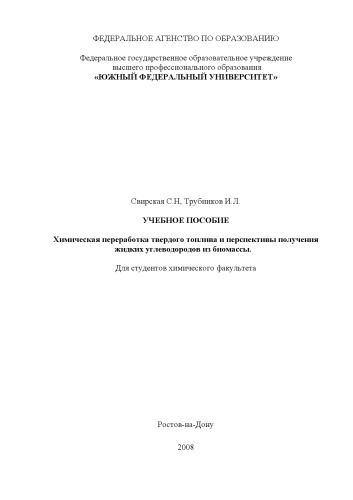 ФЕДЕРАЛЬНОЕ АГЕНСТВО ПО ОБРАЗОВАНИЮ
Федеральное государственное образовательное учреждение
высшего профессионального образования
«ЮЖНЫЙ ФЕДЕРАЛЬНЫЙ УНИВЕРСИТЕТ»
Свирская С.Н, Трубников И.Л.
УЧЕБНОЕ ПОСОБИЕ
Химическая переработка твердого топлива и перспективы получения
жидких углеводородов из биомассы.
Для студентов химического факультета
Ростов-на-Дону
2008